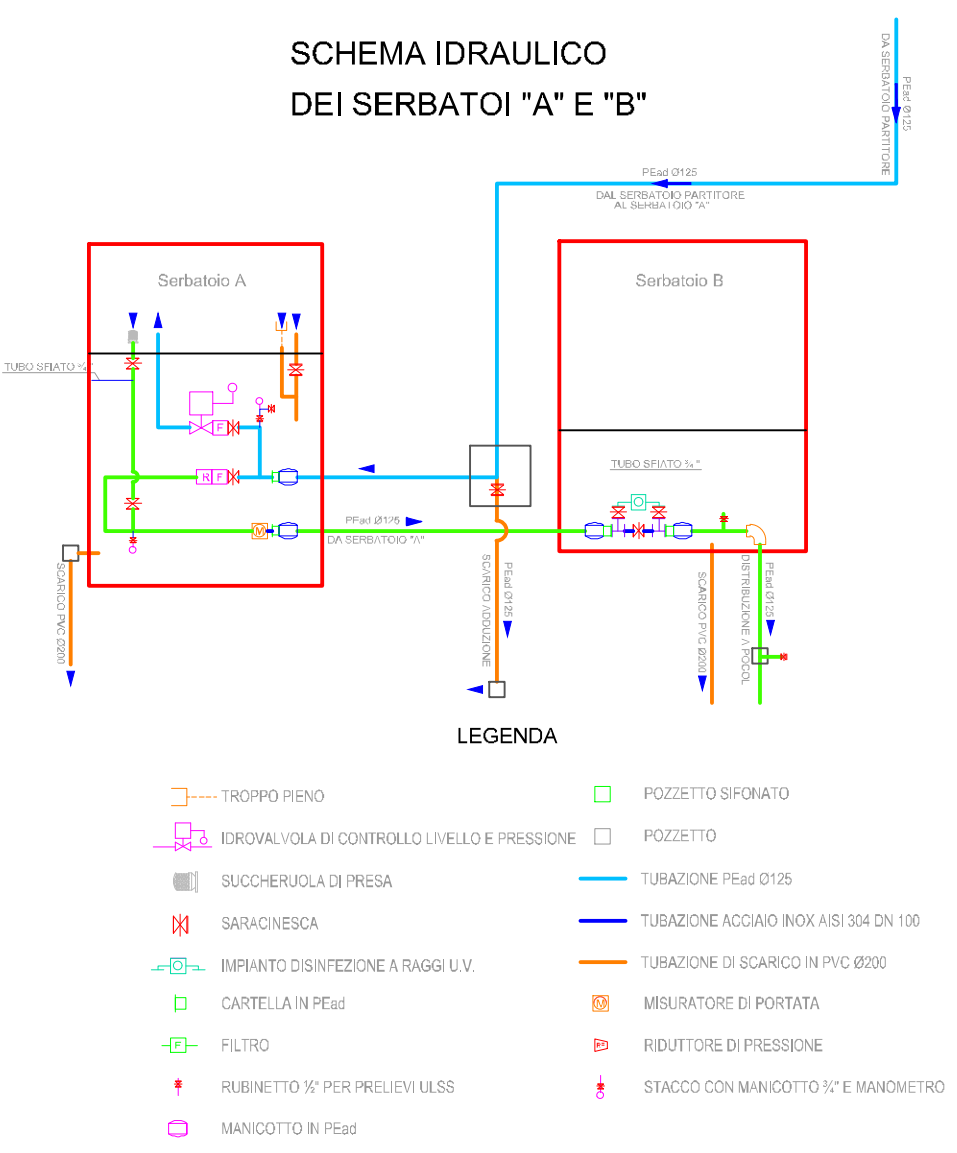 SCHEMA IDRAULICO
DEI SERBATOI "A" E "B"
DA SERBATOIO PARTITORE
PEad Ø125
PEad Ø125
DAL SERBATOIO PARTITORE
AL SERBATOIO "A"
Serbatoio A
Serbatoio B
TUBO SFIATO ¾"
F
R F
TUBO SFIATO ¾"
M
PEad Ø125
DA SERBATOIO "A"
SCARICO PVC Ø200
SCARICO ADDUZIONE
PEad Ø125
SCARICO PVC Ø200
DISTRIBUZIONE A POCOL
PEad Ø125
LEGENDA
TROPPO PIENO
POZZETTO SIFONATO
IDROVALVOLA DI CONTROLLO LIVELLO E PRESSIONE
POZZETTO
SUCCHERUOLA DI PRESA
TUBAZIONE PEad Ø125
SARACINESCA
TUBAZIONE ACCIAIO INOX AISI 304 DN 100
IMPIANTO DISINFEZIONE A RAGGI U.V.
TUBAZIONE DI SCARICO IN PVC Ø200
CARTELLA IN PEad
M
MISURATORE DI PORTATA
F
FILTRO
RIDUTTORE DI PRESSIONE
RUBINETTO ½" PER PRELIEVI ULSS
STACCO CON MANICOTTO ¾" E MANOMETRO
MANICOTTO IN PEad